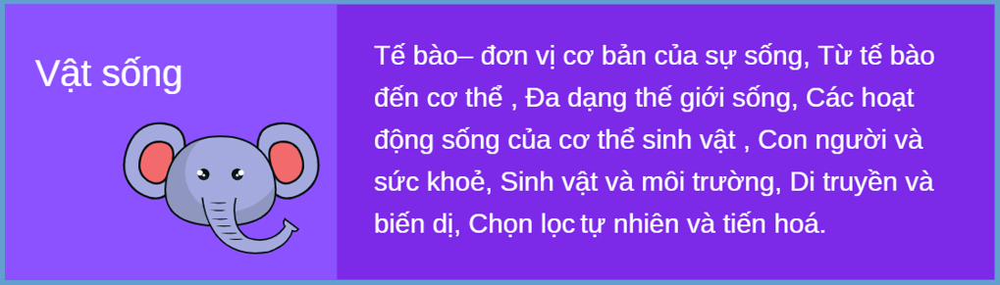 Vật sống
Tế bào– đơn vị cơ bản của sự sống, Từ tế bào
đến cơ thể , Đa dạng thế giới sống, Các hoạt
động sống của cơ thể sinh vật , Con người và
sức khoẻ, Sinh vật và môi trường, Di truyền và
biến dị, Chọn lọc tự nhiên và tiến hoá.